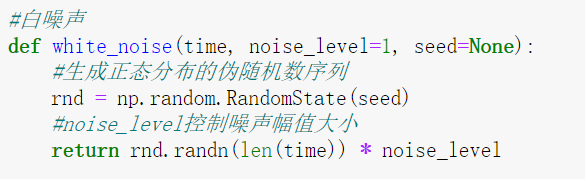 #白噪声
def white_noise(time, noise_level=1, seed=None):
    #生成正态分布的伪随机数序列
    rnd = np.random.RandomState(seed)
    #noise_level控制噪声幅值大小
    return rnd.randn(len(time)) * noise_level